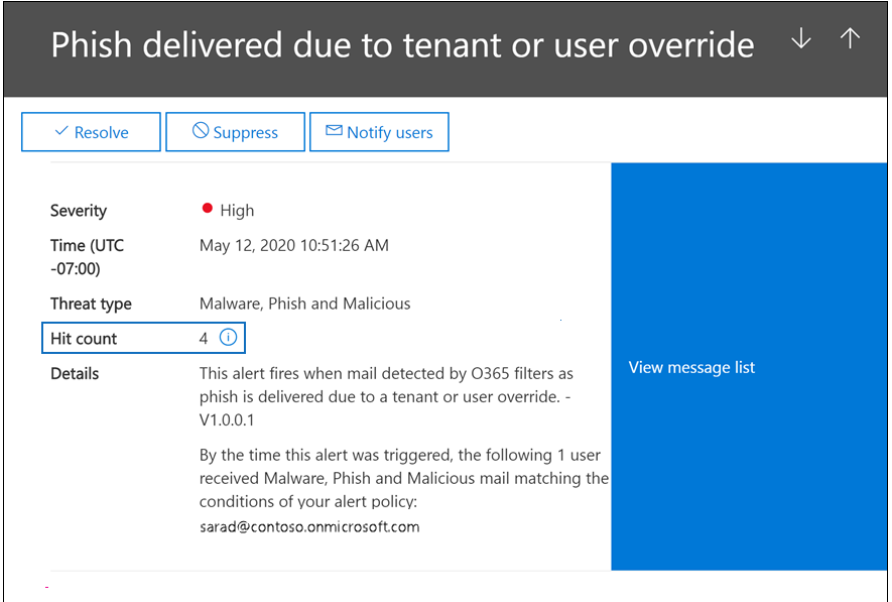 Phish delivered due to tenant or user override
Resolve
Suppress
Notify users
Severity
High
Time (UTC
-07:00)
May 12, 2020 10:51:26 AM
Threat type
Malware, Phish and Malicious
Hit count
4
Details
This alert fires when mail detected by O365 filters as
phish is delivered due to a tenant or user override. -
V1.0.0.1
By the time this alert was triggered, the following 1 user
received Malware, Phish and Malicious mail matching the
conditions of your alert policy:
sarad@contoso.onmicrosoft.com
View message list